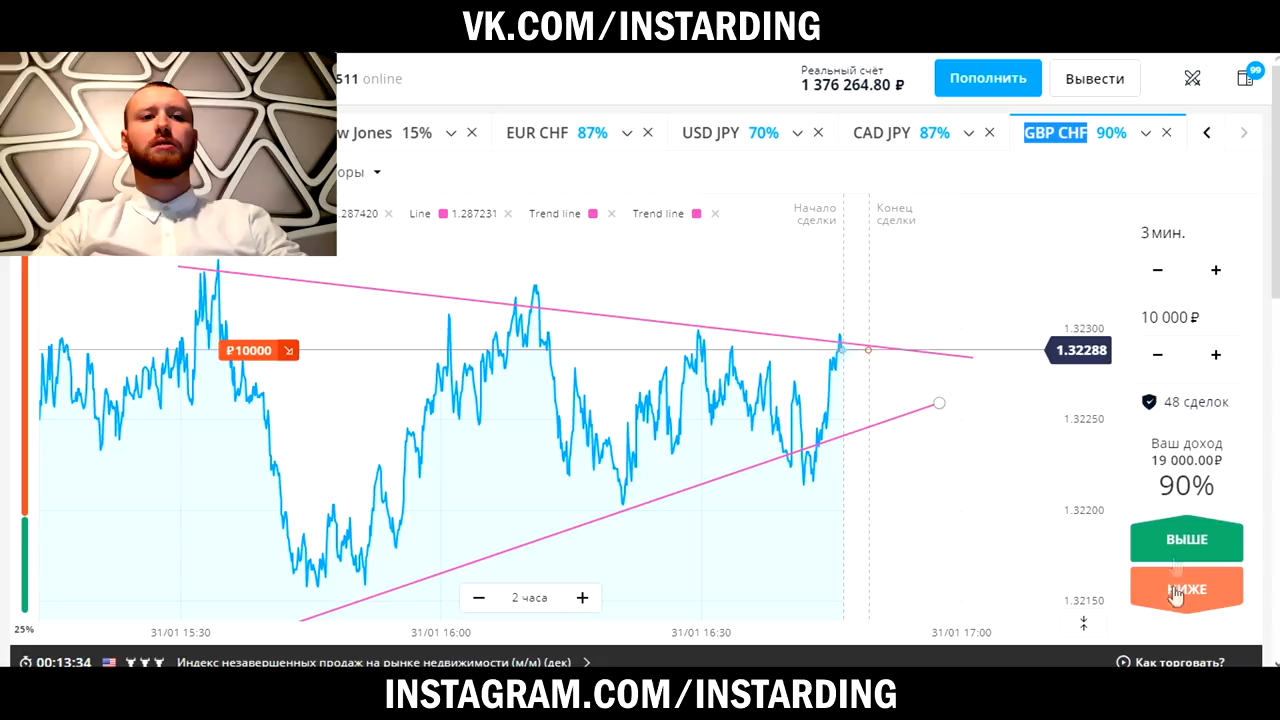 VK.COM/INSTARDING
511 online
Реальный счёт
1 376 264.80 ₽
Пополнить
Вывести
99
w Jones 15%
EUR CHF 87%
USD JPY 70%
CAD JPY 87%
GBP CHF 90%
оры
.287420
Line 1.287231
Trend line
Trend line
Начало сделки
Конец сделки
3 мин.
10 000 ₽
48 сделок
Ваш доход
19 000.00₽
90%
ВЫШЕ
НИЖЕ
₽10000
1.32300
1.32288
1.32250
1.32200
1.32150
2 часа
25%
31/01 15:30
31/01 16:00
31/01 16:30
31/01 17:00
00:13:34
Индекс незавершенных продаж на рынке недвижимости (м/м) (дек)
Как торговать?
INSTAGRAM.COM/INSTARDING